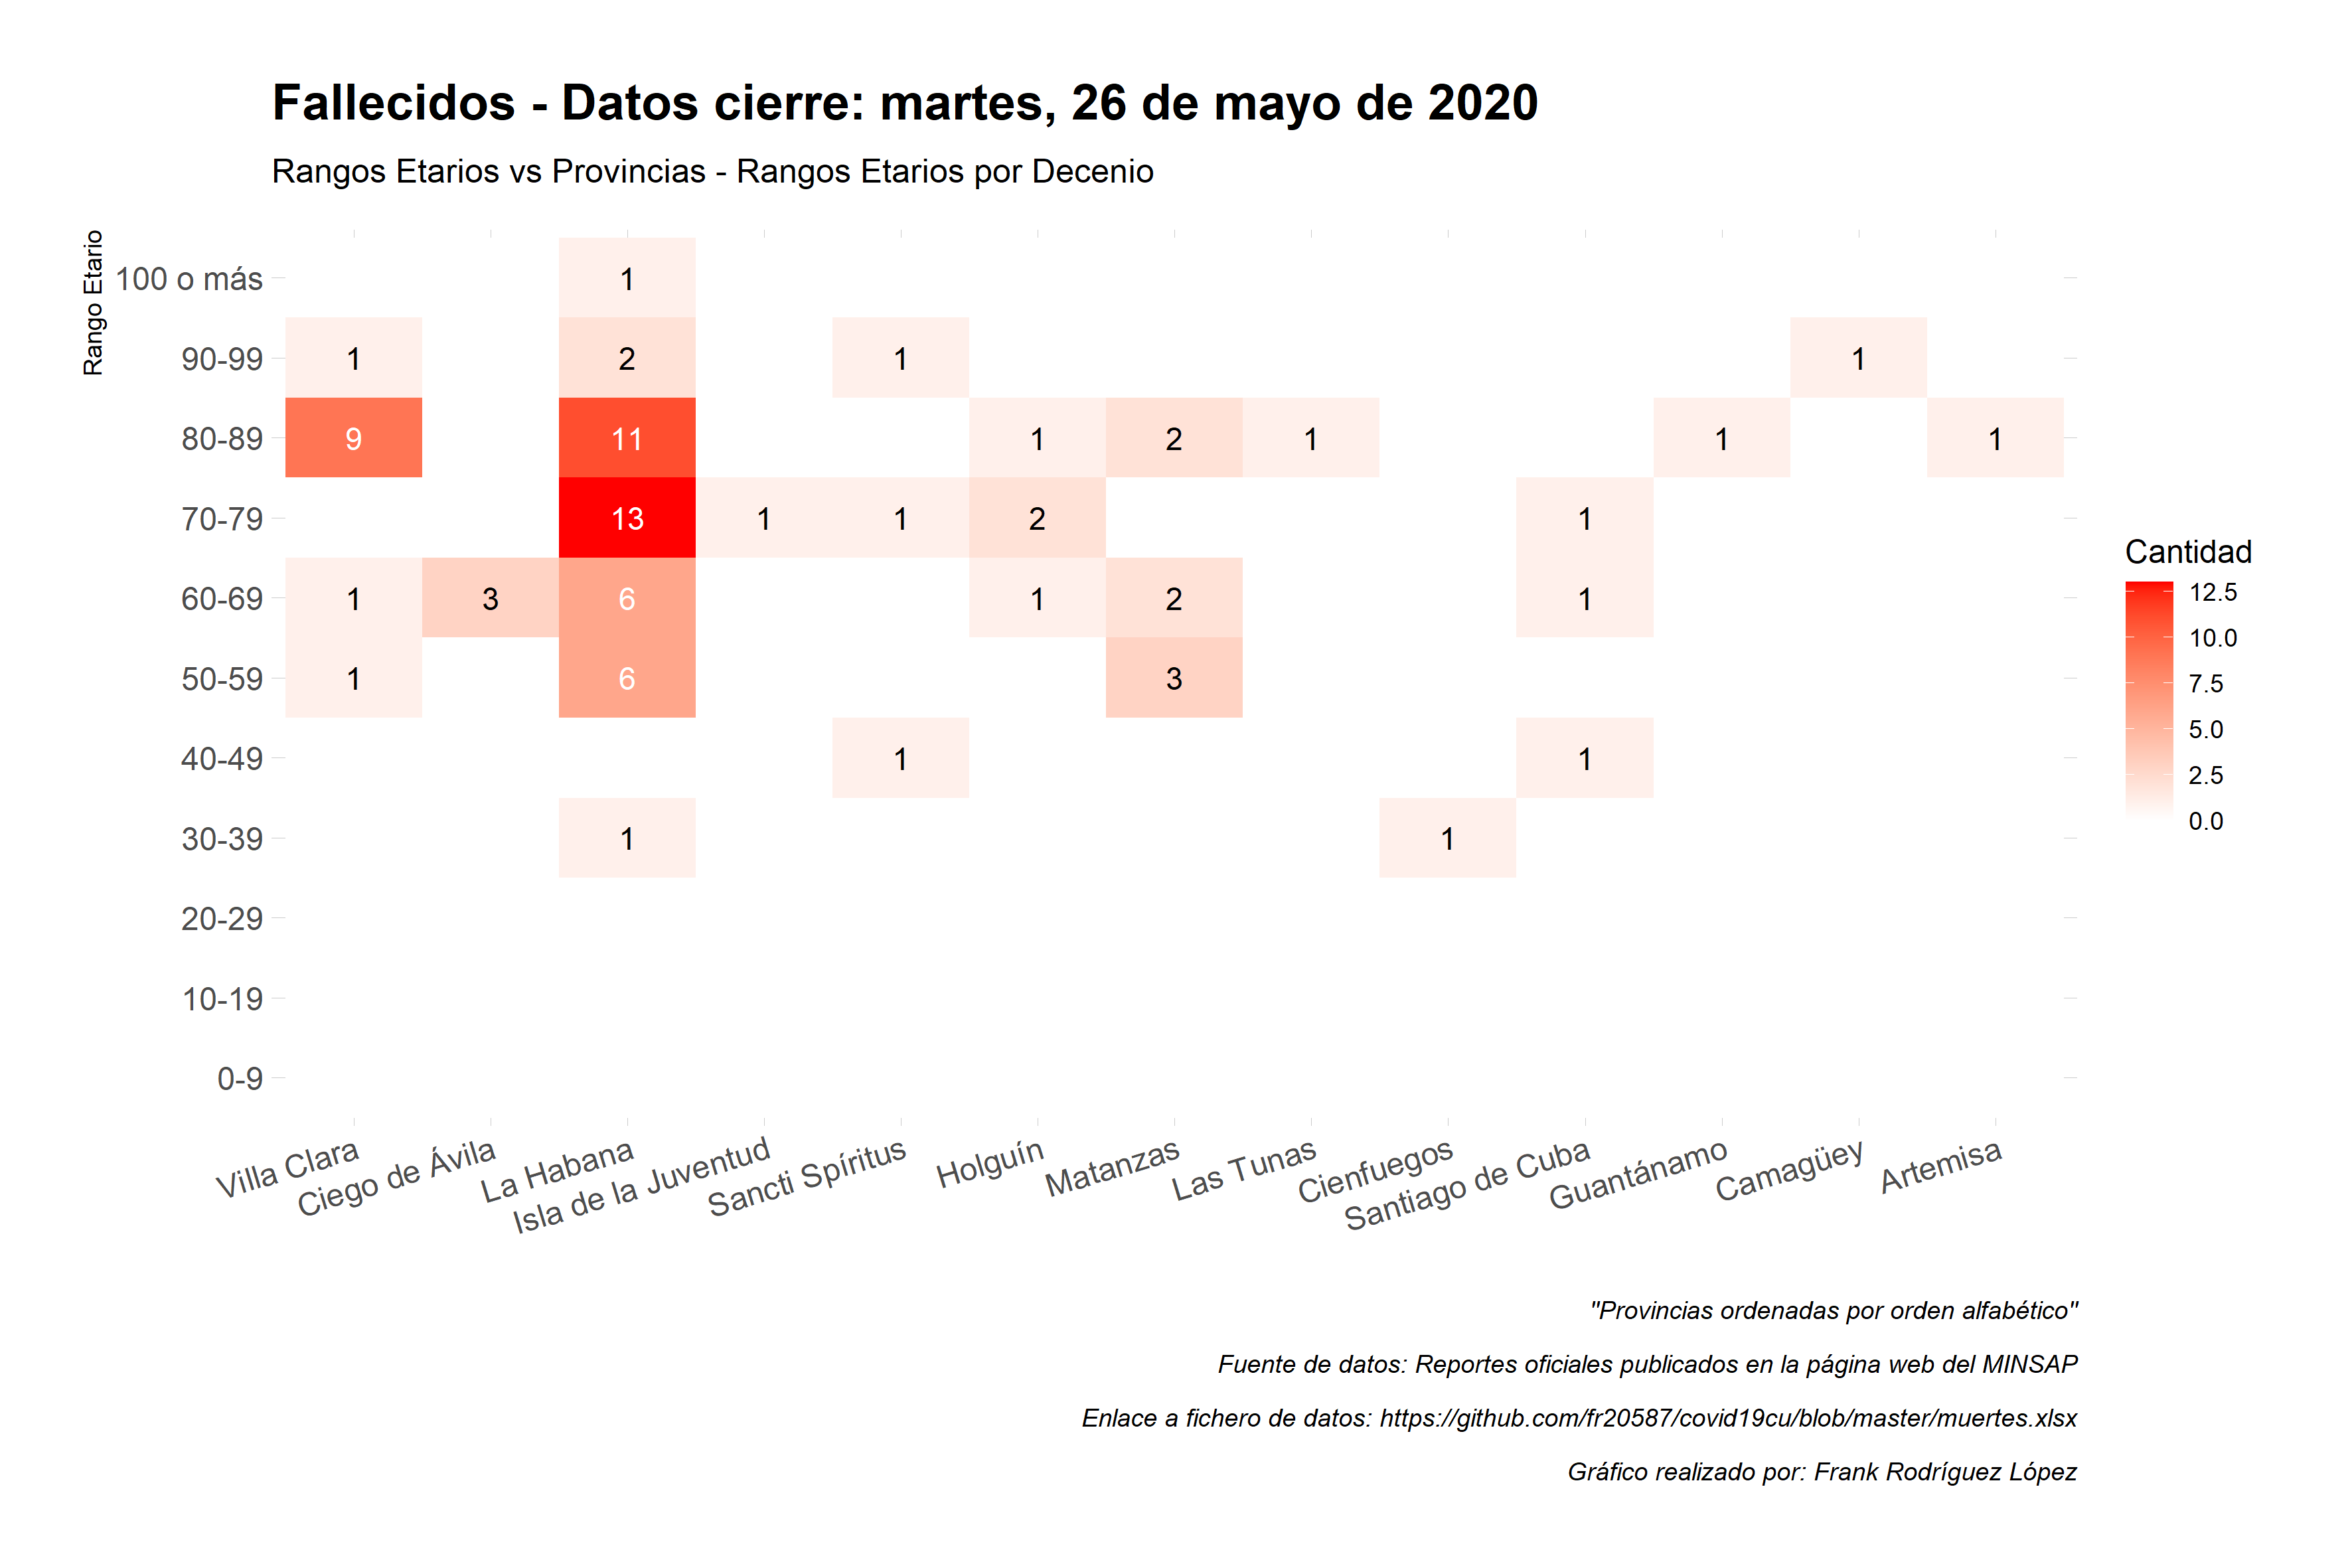 Fallecidos - Datos cierre: martes, 26 de mayo de 2020
Rangos Etarios vs Provincias - Rangos Etarios por Decenio
Rango Etario
100 o más 1
90-99 1 2 1 1
80-89 9 11 1 2 1 1 1
70-79 13 1 1 2 1
60-69 1 3 6 1 2 1
50-59 1 6 3
40-49 1 1
30-39 1 1
20-29
10-19
0-9
Villa Clara
Ciego de Ávila
La Habana
Isla de la Juventud
Sancti Spíritus
Holguín
Matanzas
Las Tunas
Cienfuegos
Santiago de Cuba
Guantánamo
Camagüey
Artemisa
Cantidad
12.5
10.0
7.5
5.0
2.5
0.0
"Provincias ordenadas por orden alfabético"
Fuente de datos: Reportes oficiales publicados en la página web del MINSAP
Enlace a fichero de datos: https://github.com/fr20587/covid19cu/blob/master/muertes.xlsx
Gráfico realizado por: Frank Rodríguez López